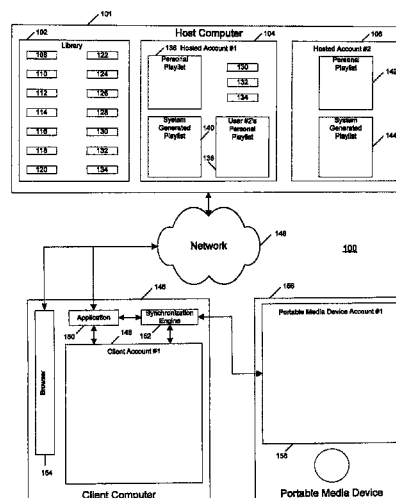 101
Host Computer
102
Library
108
122
110
124
112
126
114
128
116
130
118
132
120
134
104
136 Hosted Account #1
Personal
Playlist
130
132
134
System
Generated
Playlist
140
User #2's
Personal
Playlist
138
106
Hosted Account #2
Personal
Playlist
142
System
Generated
Playlist
144
Network
148
100
146
Application
150
Synchronization
Engine
152
149
Client Account #1
Browser
154
Client Computer
156
Portable Media Device Account #1
158
Portable Media Device